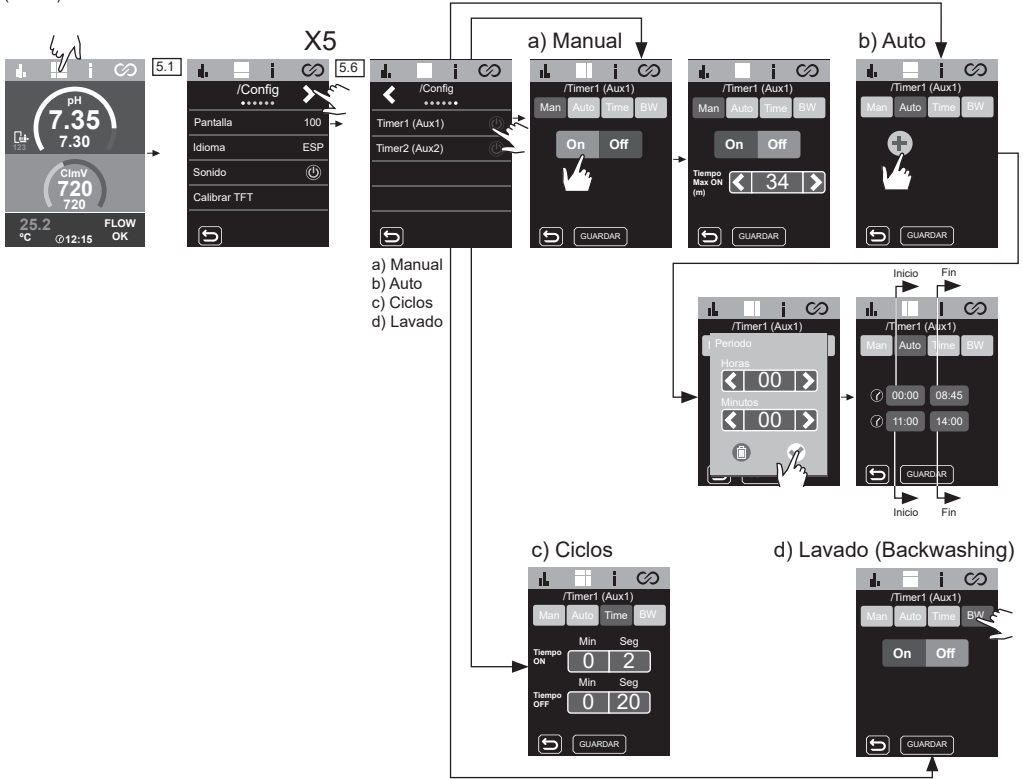 X5
a) Manual
b) Auto
5.1
5.6
pH
7.35
7.30
123
ClmV
720
720
25.2
ºC
12:15
FLOW
OK
/Config
Pantalla
100
Idioma
ESP
Sonido
Calibrar TFT
/Config
Timer1 (Aux1)
Timer2 (Aux2)
a) Manual
b) Auto
c) Ciclos
d) Lavado
/Timer1 (Aux1)
Man Auto Time BW
On Off
GUARDAR
/Timer1 (Aux1)
Man Auto Time BW
On Off
Tiempo
Max ON
(m)
34
GUARDAR
/Timer1 (Aux1)
Man Auto Time BW
GUARDAR
/Timer1 (Aux1)
Periodo
Horas
00
Minutos
00
Inicio Fin
/Timer1 (Aux1)
Man Auto Time BW
00:00 08:45
11:00 14:00
GUARDAR
Inicio Fin
c) Ciclos
/Timer1 (Aux1)
Man Auto Time BW
Min Seg
Tiempo
ON
0 2
Min Seg
Tiempo
OFF
0 20
GUARDAR
d) Lavado (Backwashing)
/Timer1 (Aux1)
Man Auto Time BW
On Off
GUARDAR